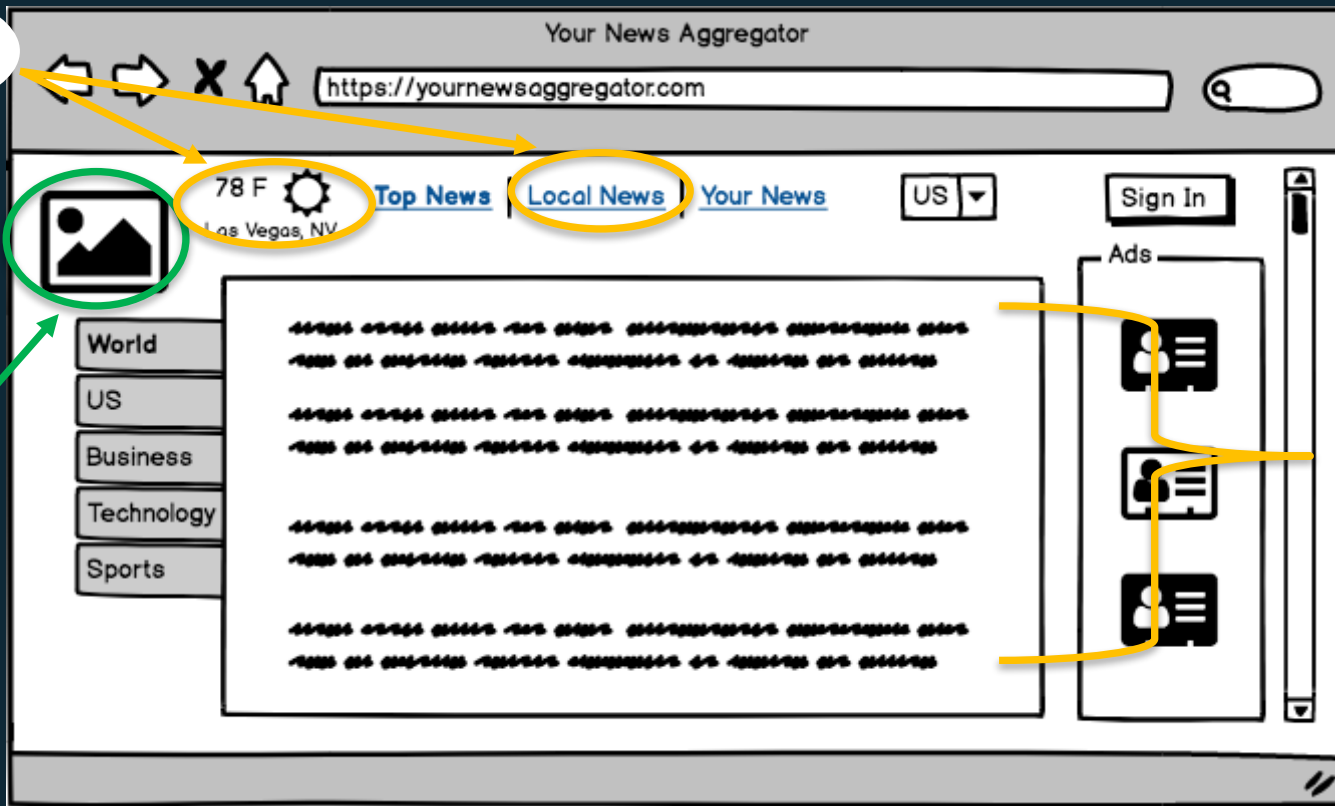 Your News Aggregator
https://yournewsaggregator.com
78 F
Las Vegas, NV
Top News | Local News | Your News
US
Sign In
Ads
World
US
Business
Technology
Sports